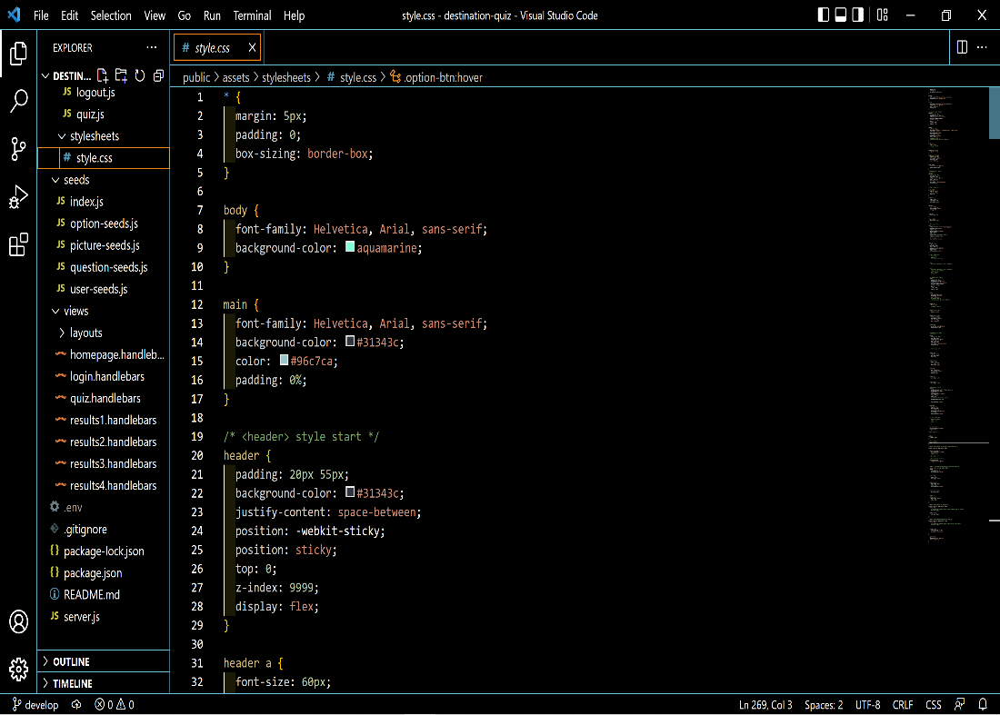 File Edit Selection View Go Run Terminal Help style.css - destination-quiz - Visual Studio Code
EXPLORER
DESTIN...
logout.js
quiz.js
stylesheets
style.css
seeds
index.js
option-seeds.js
picture-seeds.js
question-seeds.js
user-seeds.js
views
layouts
homepage.handleb...
login.handlebars
quiz.handlebars
results1.handlebars
results2.handlebars
results3.handlebars
results4.handlebars
.env
.gitignore
package-lock.json
package.json
README.md
server.js
OUTLINE
TIMELINE
# style.css
public > assets > stylesheets > # style.css > .option-btn:hover
1 * {
2 margin: 5px;
3 padding: 0;
4 box-sizing: border-box;
5 }
6
7 body {
8 font-family: Helvetica, Arial, sans-serif;
9 background-color: aquamarine;
10 }
11
12 main {
13 font-family: Helvetica, Arial, sans-serif;
14 background-color: #31343c;
15 color: #96c7ca;
16 padding: 0%;
17 }
18
19 /* <header> style start */
20 header {
21 padding: 20px 55px;
22 background-color: #31343c;
23 justify-content: space-between;
24 position: -webkit-sticky;
25 position: sticky;
26 top: 0;
27 z-index: 9999;
28 display: flex;
29 }
30
31 header a {
32 font-size: 60px;
develop 0 0 Ln 269, Col 3 Spaces: 2 UTF-8 CRLF CSS